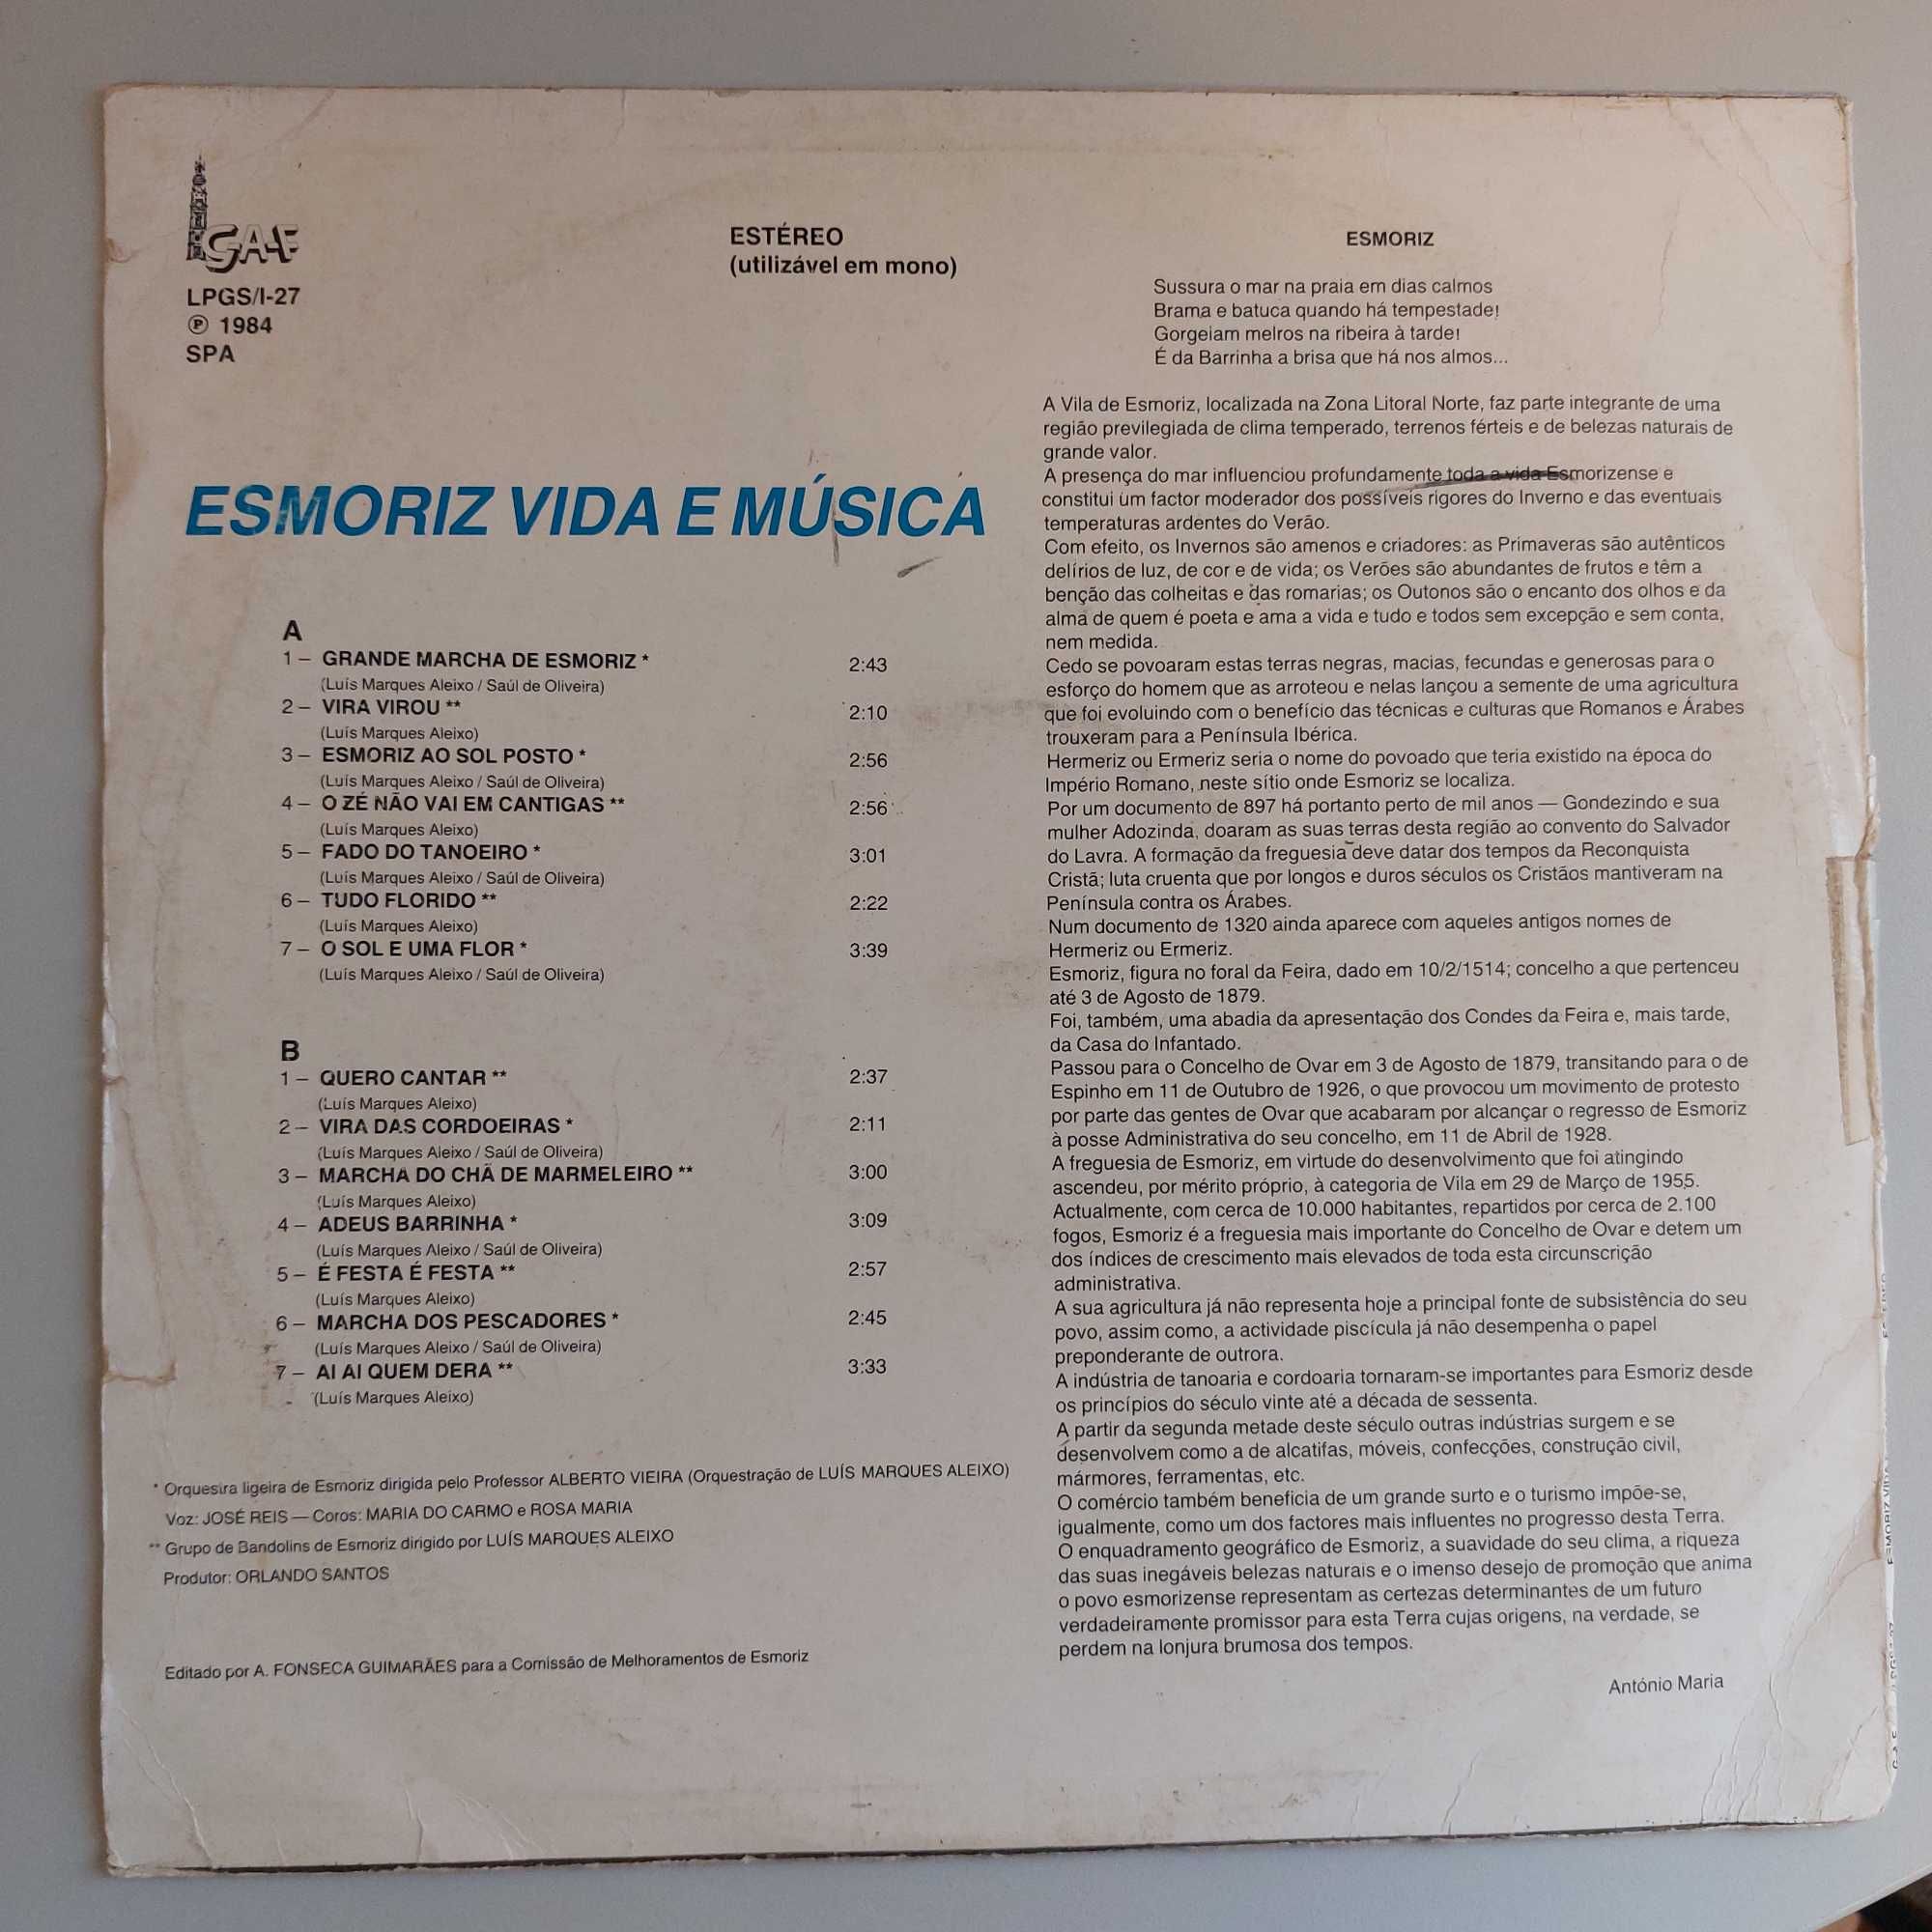 GAF
LPGS/I-27
℗ 1984
SPA
ESTÉREO
(utilizável em mono)
ESMORIZ VIDA E MÚSICA
A
1 – GRANDE MARCHA DE ESMORIZ * 2:43
(Luís Marques Aleixo / Saúl de Oliveira)
2 – VIRA VIROU ** 2:10
(Luís Marques Aleixo)
3 – ESMORIZ AO SOL POSTO * 2:56
(Luís Marques Aleixo / Saúl de Oliveira)
4 – O ZÉ NÃO VAI EM CANTIGAS ** 2:56
(Luís Marques Aleixo)
5 – FADO DO TANOEIRO * 3:01
(Luís Marques Aleixo / Saúl de Oliveira)
6 – TUDO FLORIDO ** 2:22
(Luís Marques Aleixo)
7 – O SOL E UMA FLOR * 3:39
(Luís Marques Aleixo / Saúl de Oliveira)
B
1 – QUERO CANTAR ** 2:37
(Luís Marques Aleixo)
2 – VIRA DAS CORDOEIRAS * 2:11
(Luís Marques Aleixo / Saúl de Oliveira)
3 – MARCHA DO CHÃ DE MARMELEIRO ** 3:00
(Luís Marques Aleixo)
4 – ADEUS BARRINHA * 3:09
(Luís Marques Aleixo / Saúl de Oliveira)
5 – É FESTA É FESTA ** 2:57
(Luís Marques Aleixo)
6 – MARCHA DOS PESCADORES * 2:45
(Luís Marques Aleixo / Saúl de Oliveira)
7 – AI AI QUEM DERA ** 3:33
(Luís Marques Aleixo)
* Orquestra ligeira de Esmoriz dirigida pelo Professor ALBERTO VIEIRA (Orquestração de LUÍS MARQUES ALEIXO)
Voz: JOSÉ REIS — Coros: MARIA DO CARMO e ROSA MARIA
** Grupo de Bandolins de Esmoriz dirigido por LUÍS MARQUES ALEIXO
Produtor: ORLANDO SANTOS
Editado por A. FONSECA GUIMARÃES para a Comissão de Melhoramentos de Esmoriz
ESMORIZ
Sussura o mar na praia em dias calmos
Brama e batuca quando há tempestade!
Gorgeiam melros na ribeira à tarde!
É da Barrinha a brisa que há nos almos...
A Vila de Esmoriz, localizada na Zona Litoral Norte, faz parte integrante de uma
região previlegiada de clima temperado, terrenos férteis e de belezas naturais de
grande valor.
A presença do mar influenciou profundamente toda a vida Esmorizense e
constitui um factor moderador dos possíveis rigores do Inverno e das eventuais
temperaturas ardentes do Verão.
Com efeito, os Invernos são amenos e criadores: as Primaveras são autênticos
delírios de luz, de cor e de vida; os Verões são abundantes de frutos e têm a
benção das colheitas e das romarias; os Outonos são o encanto dos olhos e da
alma de quem é poeta e ama a vida e tudo e todos sem excepção e sem conta,
nem medida.
Cedo se povoaram estas terras negras, macias, fecundas e generosas para o
esforço do homem que as arroteou e nelas lançou a semente de uma agricultura
que foi evoluindo com o benefício das técnicas e culturas que Romanos e Árabes
trouxeram para a Península Ibérica.
Hermeriz ou Ermeriz seria o nome do povoado que teria existido na época do
Império Romano, neste sítio onde Esmoriz se localiza.
Por um documento de 897 há portanto perto de mil anos — Gondezindo e sua
mulher Adozinda, doaram as suas terras desta região ao convento do Salvador
do Lavra. A formação da freguesia deve datar dos tempos da Reconquista
Cristã; luta cruenta que por longos e duros séculos os Cristãos mantiveram na
Península contra os Árabes.
Num documento de 1320 ainda aparece com aqueles antigos nomes de
Hermeriz ou Ermeriz.
Esmoriz, figura no foral da Feira, dado em 10/2/1514; concelho a que pertenceu
até 3 de Agosto de 1879.
Foi, também, uma abadia da apresentação dos Condes da Feira e, mais tarde,
da Casa do Infantado.
Passou para o Concelho de Ovar em 3 de Agosto de 1879, transitando para o de
Espinho em 11 de Outubro de 1926, o que provocou um movimento de protesto
por parte das gentes de Ovar que acabaram por alcançar o regresso de Esmoriz
à posse Administrativa do seu concelho, em 11 de Abril de 1928.
A freguesia de Esmoriz, em virtude do desenvolvimento que foi atingindo
ascendeu, por mérito próprio, à categoria de Vila em 29 de Março de 1955.
Actualmente, com cerca de 10.000 habitantes, repartidos por cerca de 2.100
fogos, Esmoriz é a freguesia mais importante do Concelho de Ovar e detem um
dos índices de crescimento mais elevados de toda esta circunscrição
administrativa.
A sua agricultura já não representa hoje a principal fonte de subsistência do seu
povo, assim como, a actividade piscícula já não desempenha o papel
preponderante de outrora.
A indústria de tanoaria e cordoaria tornaram-se importantes para Esmoriz desde
os princípios do século vinte até a década de sessenta.
A partir da segunda metade deste século outras indústrias surgem e se
desenvolvem como a de alcatifas, móveis, confecções, construção civil,
mármores, ferramentas, etc.
O comércio também beneficia de um grande surto e o turismo impõe-se,
igualmente, como um dos factores mais influentes no progresso desta Terra.
O enquadramento geográfico de Esmoriz, a suavidade do seu clima, a riqueza
das suas inegáveis belezas naturais e o imenso desejo de promoção que anima
o povo esmorizense representam as certezas determinantes de um futuro
verdadeiramente promissor para esta Terra cujas origens, na verdade, se
perdem na lonjura brumosa dos tempos.
António Maria
ESMORIZ VIDA